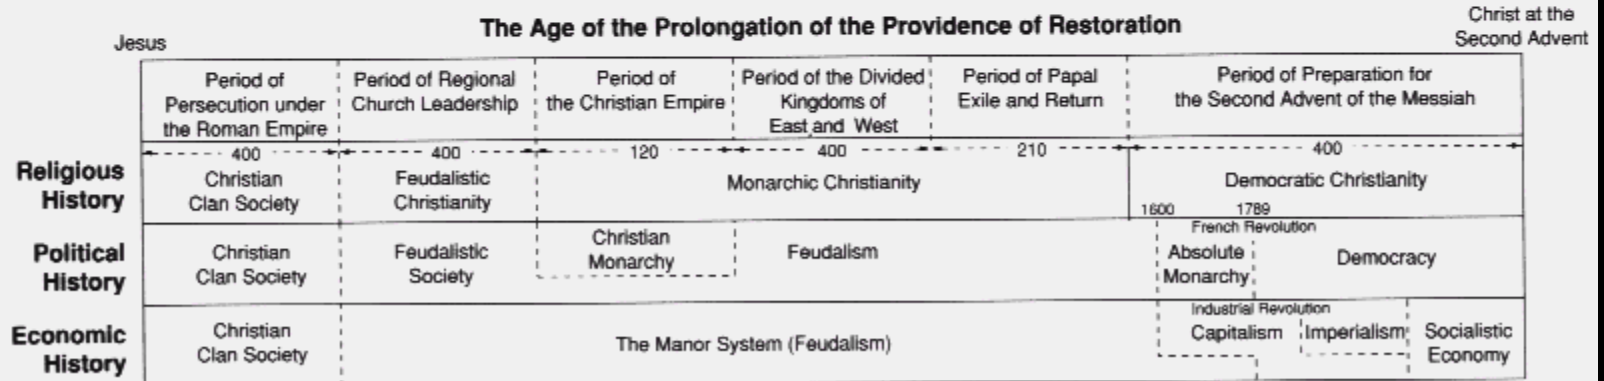 The Age of the Prolongation of the Providence of Restoration
Christ at the
Second Advent
Jesus
Period of
Persecution under
the Roman Empire
Period of Regional
Church Leadership
Period of
the Christian Empire
Period of the Divided
Kingdoms of
East and West
Period of Papal
Exile and Return
Period of Preparation for
the Second Advent of the Messiah
400
400
120
400
210
400
Religious
History
Christian
Clan Society
Feudalistic
Christianity
Monarchic Christianity
Democratic Christianity
1600
1789
French Revolution
Political
History
Christian
Clan Society
Feudalistic
Society
Christian
Monarchy
Feudalism
Absolute
Monarchy
Democracy
Industrial Revolution
Economic
History
Christian
Clan Society
The Manor System (Feudalism)
Capitalism
Imperialism
Socialistic
Economy